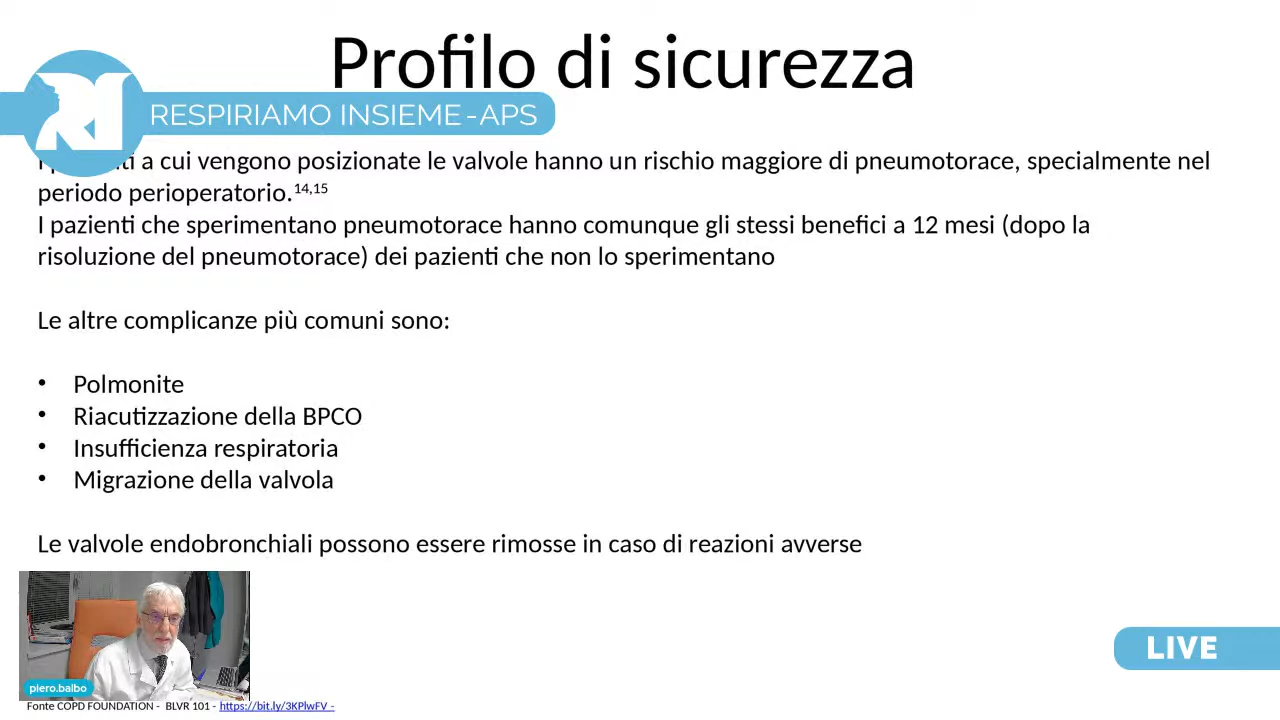 Profilo di sicurezza
RESPIRIAMO INSIEME-APS
a cui vengono posizionate le valvole hanno un rischio maggiore di pneumotorace, specialmente nel
periodo perioperatorio.14,15
I pazienti che sperimentano pneumotorace hanno comunque gli stessi benefici a 12 mesi (dopo la
risoluzione del pneumotorace) dei pazienti che non lo sperimentano
Le altre complicanze più comuni sono:
• Polmonite
• Riacutizzazione della BPCO
• Insufficienza respiratoria
• Migrazione della valvola
Le valvole endobronchiali possono essere rimosse in caso di reazioni avverse
LIVE
piero.balbo
Fonte COPD FOUNDATION - BLVR 101 - https://bit.ly/3KPlwFV -